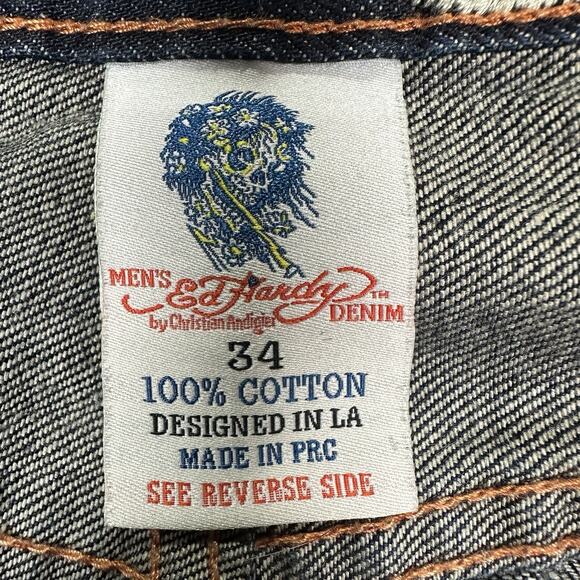 MEN'S Ed Hardy TM DENIM
by Christian Audigier
34
100% COTTON
DESIGNED IN LA
MADE IN PRC
SEE REVERSE SIDE